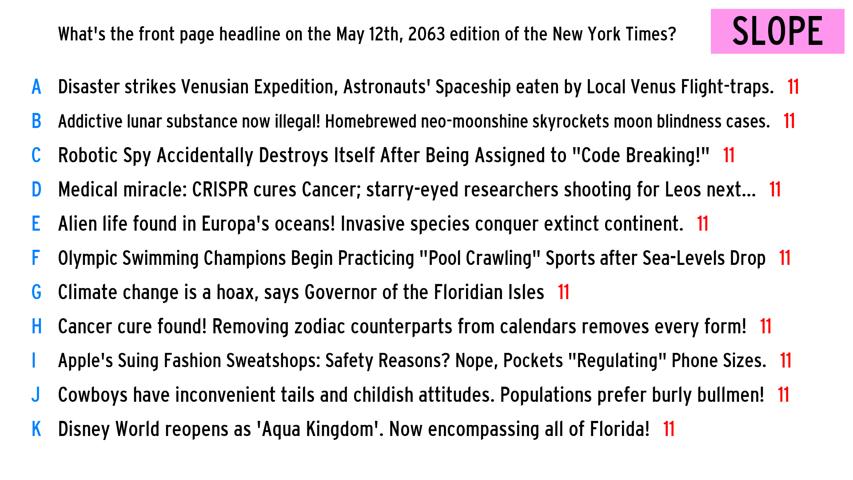 What's the front page headline on the May 12th, 2063 edition of the New York Times?
SLOPE
A Disaster strikes Venusian Expedition, Astronauts' Spaceship eaten by Local Venus Flight-traps. 11
B Addictive lunar substance now illegal! Homebrewed neo-moonshine skyrockets moon blindness cases. 11
C Robotic Spy Accidentally Destroys Itself After Being Assigned to "Code Breaking!" 11
D Medical miracle: CRISPR cures Cancer; starry-eyed researchers shooting for Leos next... 11
E Alien life found in Europa's oceans! Invasive species conquer extinct continent. 11
F Olympic Swimming Champions Begin Practicing "Pool Crawling" Sports after Sea-Levels Drop 11
G Climate change is a hoax, says Governor of the Floridian Isles 11
H Cancer cure found! Removing zodiac counterparts from calendars removes every form! 11
I Apple's Suing Fashion Sweatshops: Safety Reasons? Nope, Pockets "Regulating" Phone Sizes. 11
J Cowboys have inconvenient tails and childish attitudes. Populations prefer burly bullmen! 11
K Disney World reopens as 'Aqua Kingdom'. Now encompassing all of Florida! 11